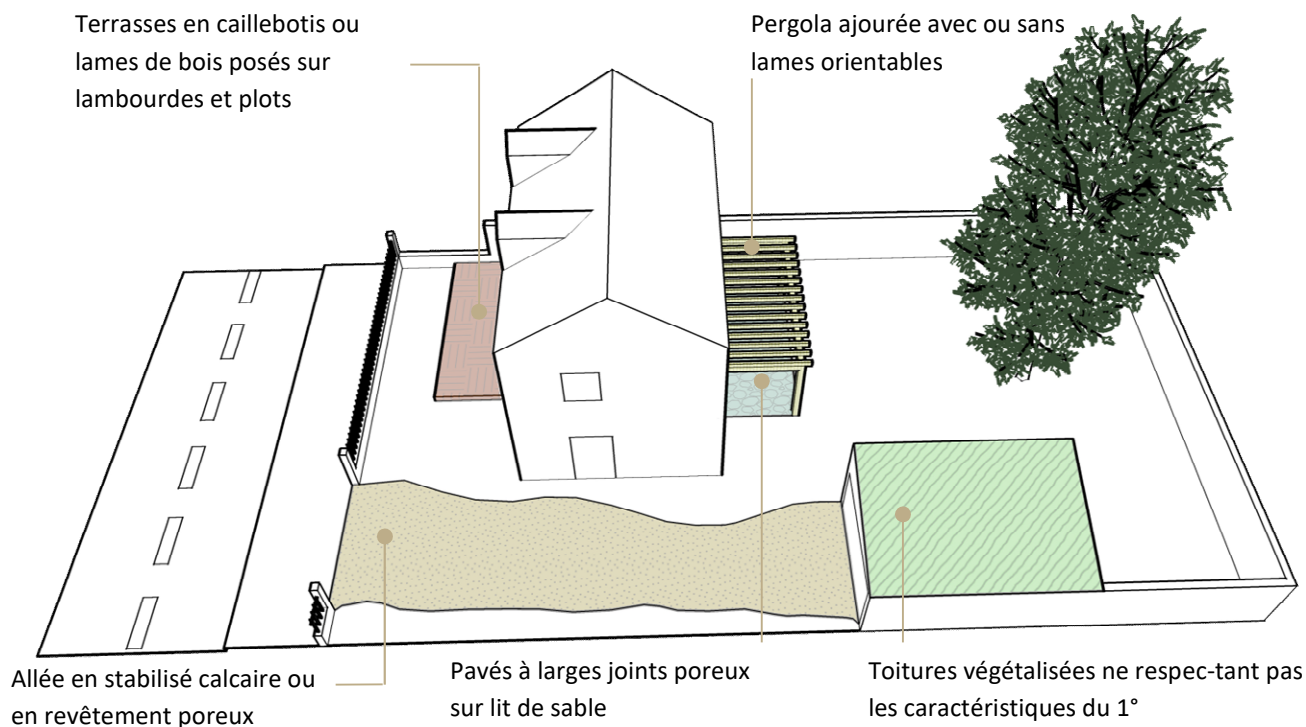 Terrasses en caillebotis ou
lames de bois posés sur
lambourdes et plots
Pergola ajourée avec ou sans
lames orientables
Allée en stabilisé calcaire ou
en revêtement poreux
Pavés à larges joints poreux
sur lit de sable
Toitures végétalisées ne respec-tant pas
les caractéristiques du 1°